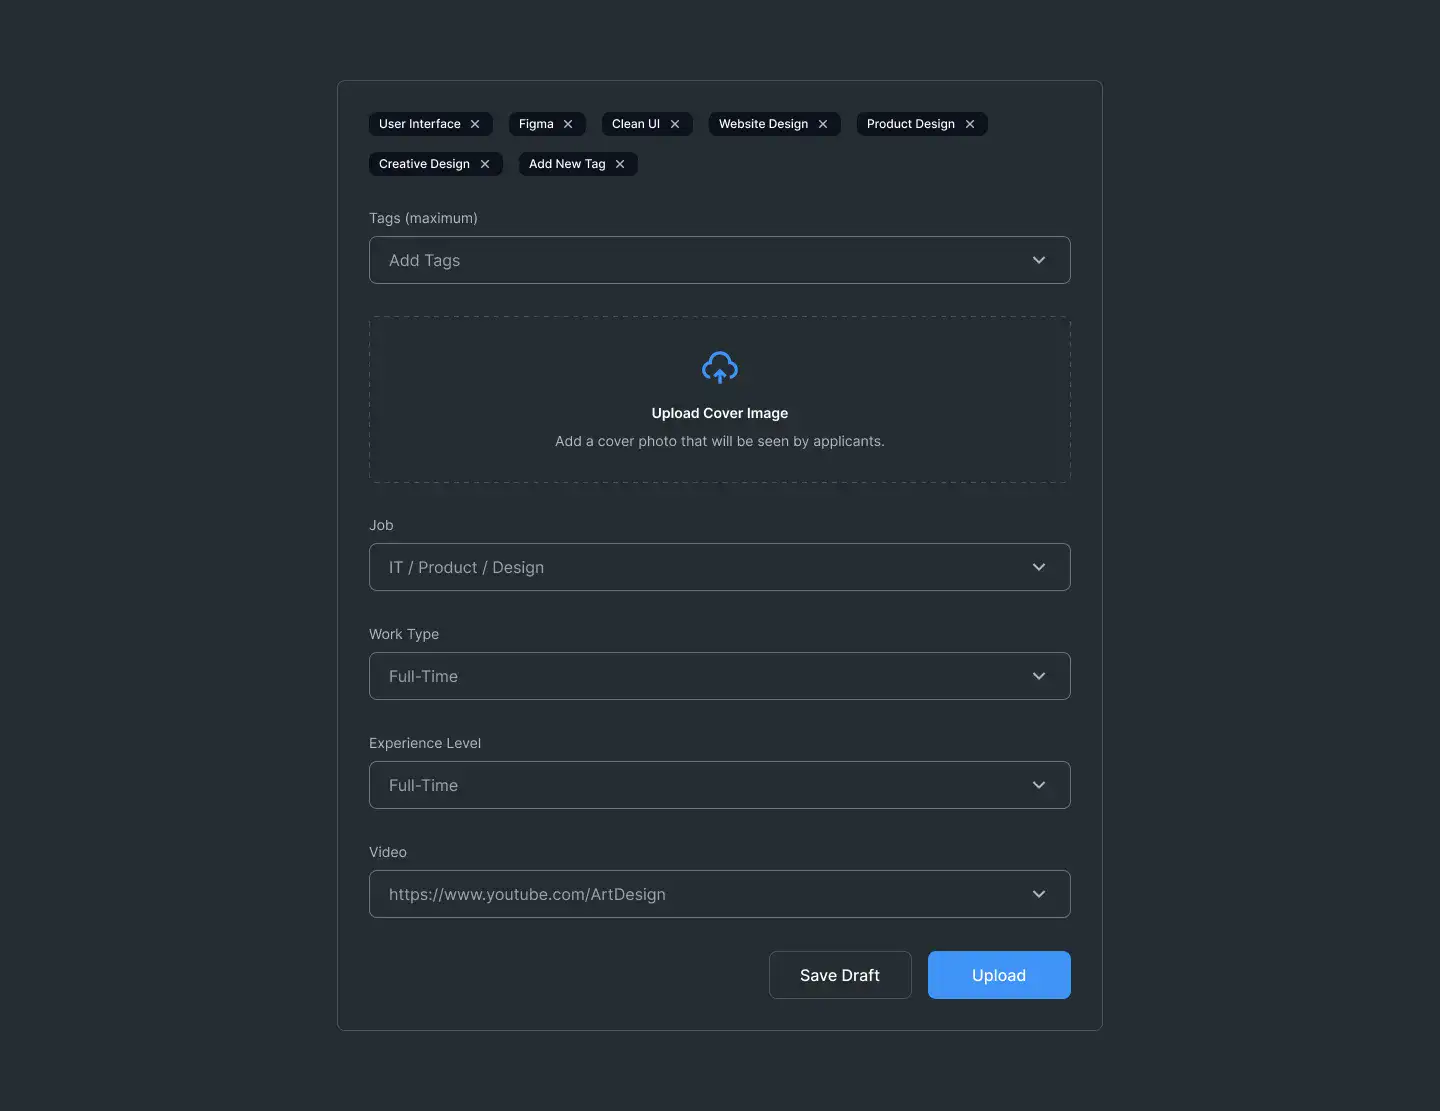 User Interface
Figma
Clean UI
Website Design
Product Design
Creative Design
Add New Tag
Tags (maximum)
Add Tags
Upload Cover Image
Add a cover photo that will be seen by applicants.
Job
IT / Product / Design
Work Type
Full-Time
Experience Level
Full-Time
Video
https://www.youtube.com/ArtDesign
Save Draft
Upload